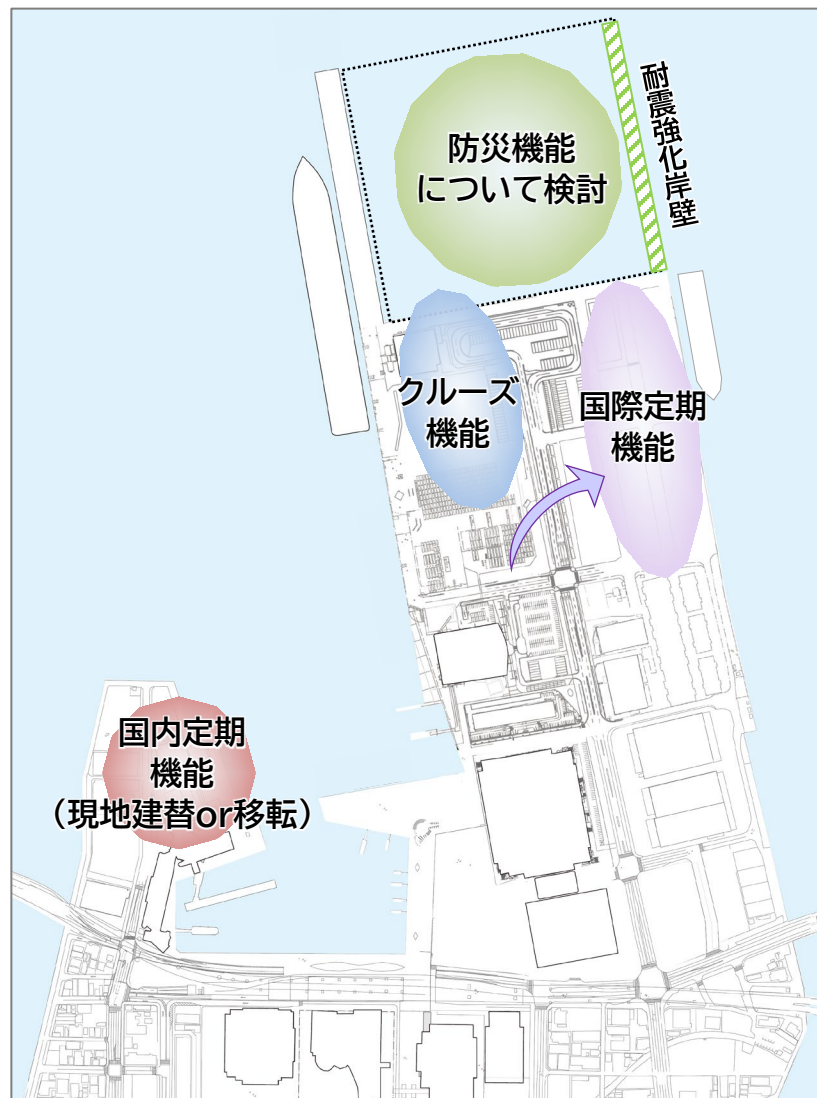 防災機能
について検討
耐震強化岸壁
クルーズ
機能
国際定期
機能
国内定期
機能
（現地建替or移転）